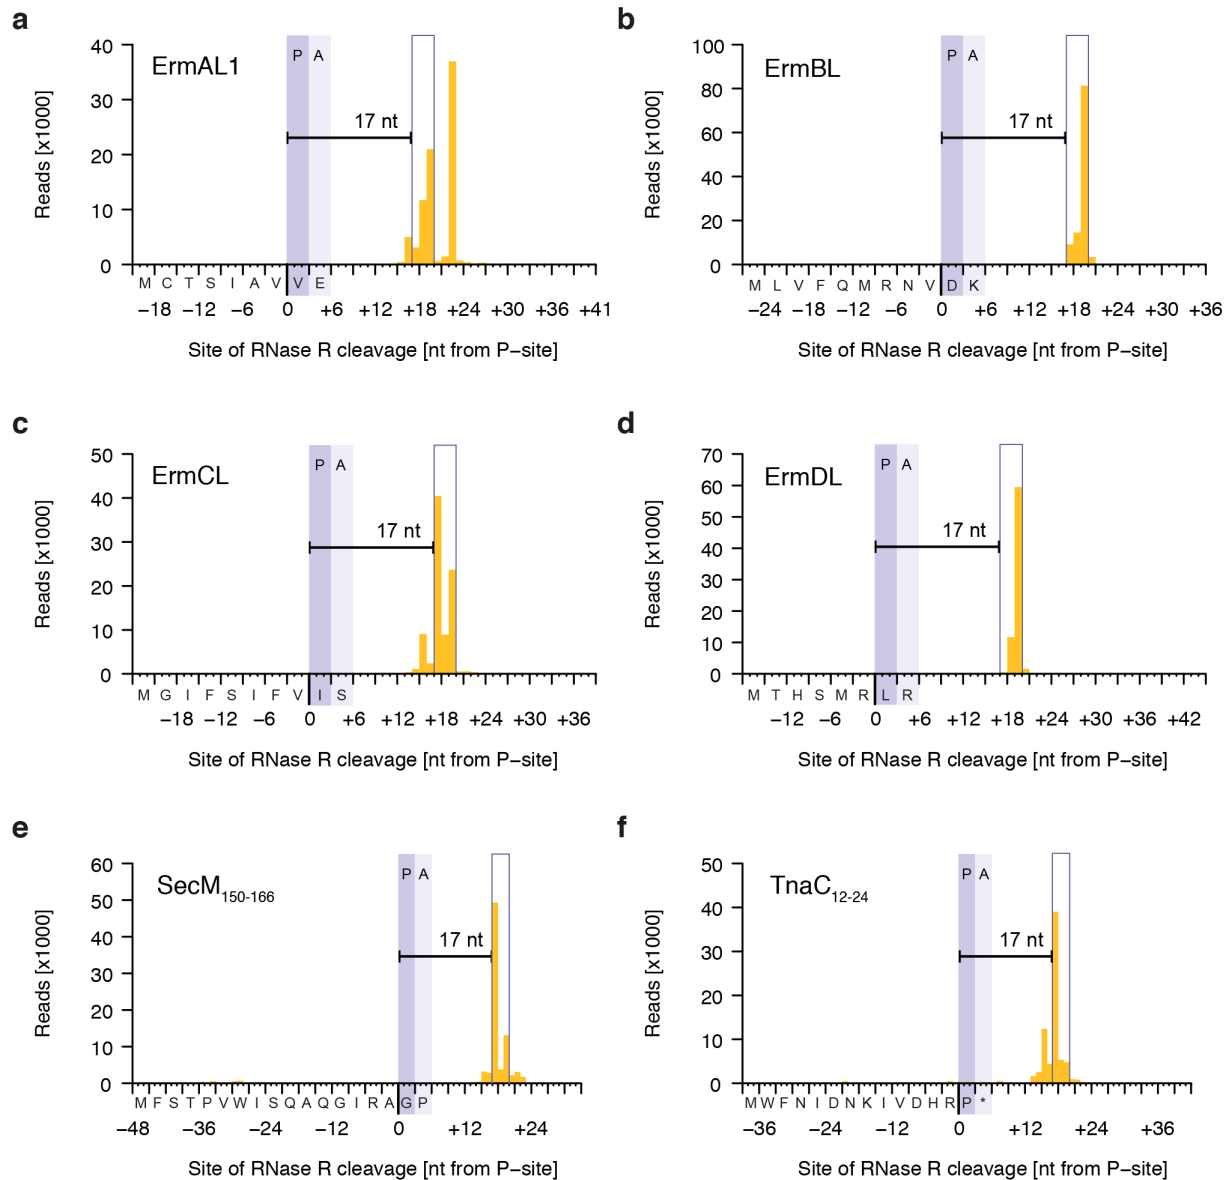 a
ErmAL1
P A
17 nt
Reads [x1000]
40
30
20
10
0
M C T S I A V V E
−18 −12 −6 0 +6 +12 +18 +24 +30 +36 +41
Site of RNase R cleavage [nt from P−site]
b
ErmBL
P A
17 nt
Reads [x1000]
100
80
60
40
20
0
M L V F Q M R N V D K
−24 −18 −12 −6 0 +6 +12 +18 +24 +30 +36
Site of RNase R cleavage [nt from P−site]
c
ErmCL
P A
17 nt
Reads [x1000]
50
40
30
20
10
0
M G I F S I F V I S
−18 −12 −6 0 +6 +12 +18 +24 +30 +36
Site of RNase R cleavage [nt from P−site]
d
ErmDL
P A
17 nt
Reads [x1000]
70
60
50
40
30
20
10
0
M T H S M R L R
−12 −6 0 +6 +12 +18 +24 +30 +36 +42
Site of RNase R cleavage [nt from P−site]
e
SecM150-166
P A
17 nt
Reads [x1000]
60
50
40
30
20
10
0
M F S T P V W I S Q A Q G I R A G P
−48 −36 −24 −12 0 +12 +24
Site of RNase R cleavage [nt from P−site]
f
TnaC12-24
P A
17 nt
Reads [x1000]
50
40
30
20
10
0
M W F N I D N K I V D H R P *
−36 −24 −12 0 +12 +24 +36
Site of RNase R cleavage [nt from P−site]